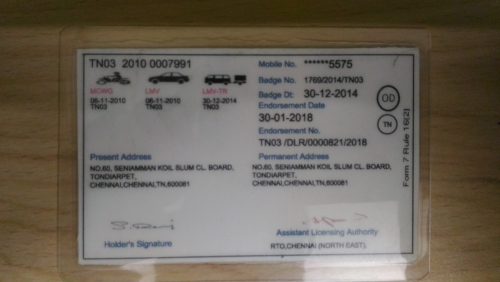 TN03 2010 0007991
Mobile No. ******5575
MCWG LMV LMV-TR
06-11-2010 06-11-2010 30-12-2014
TN03 TN03 TN03
Badge No. 1769/2014/TN03
Badge Dt: 30-12-2014
Endorsement Date
30-01-2018
Endorsement No.
TN03 /DLR/0000821/2018
OD
TN
Form 7 Rule 16(2)
Present Address
NO.60, SENIAMMAN KOIL SLUM CL. BOARD,
TONDIARPET,
CHENNAI,CHENNAI,TN,600081
Permanent Address
NO.60, SENIAMMAN KOIL SLUM CL. BOARD,
TONDIARPET,
CHENNAI,CHENNAI,TN,600081
Holder's Signature
Assistant Licensing Authority
RTO,CHENNAI (NORTH EAST),